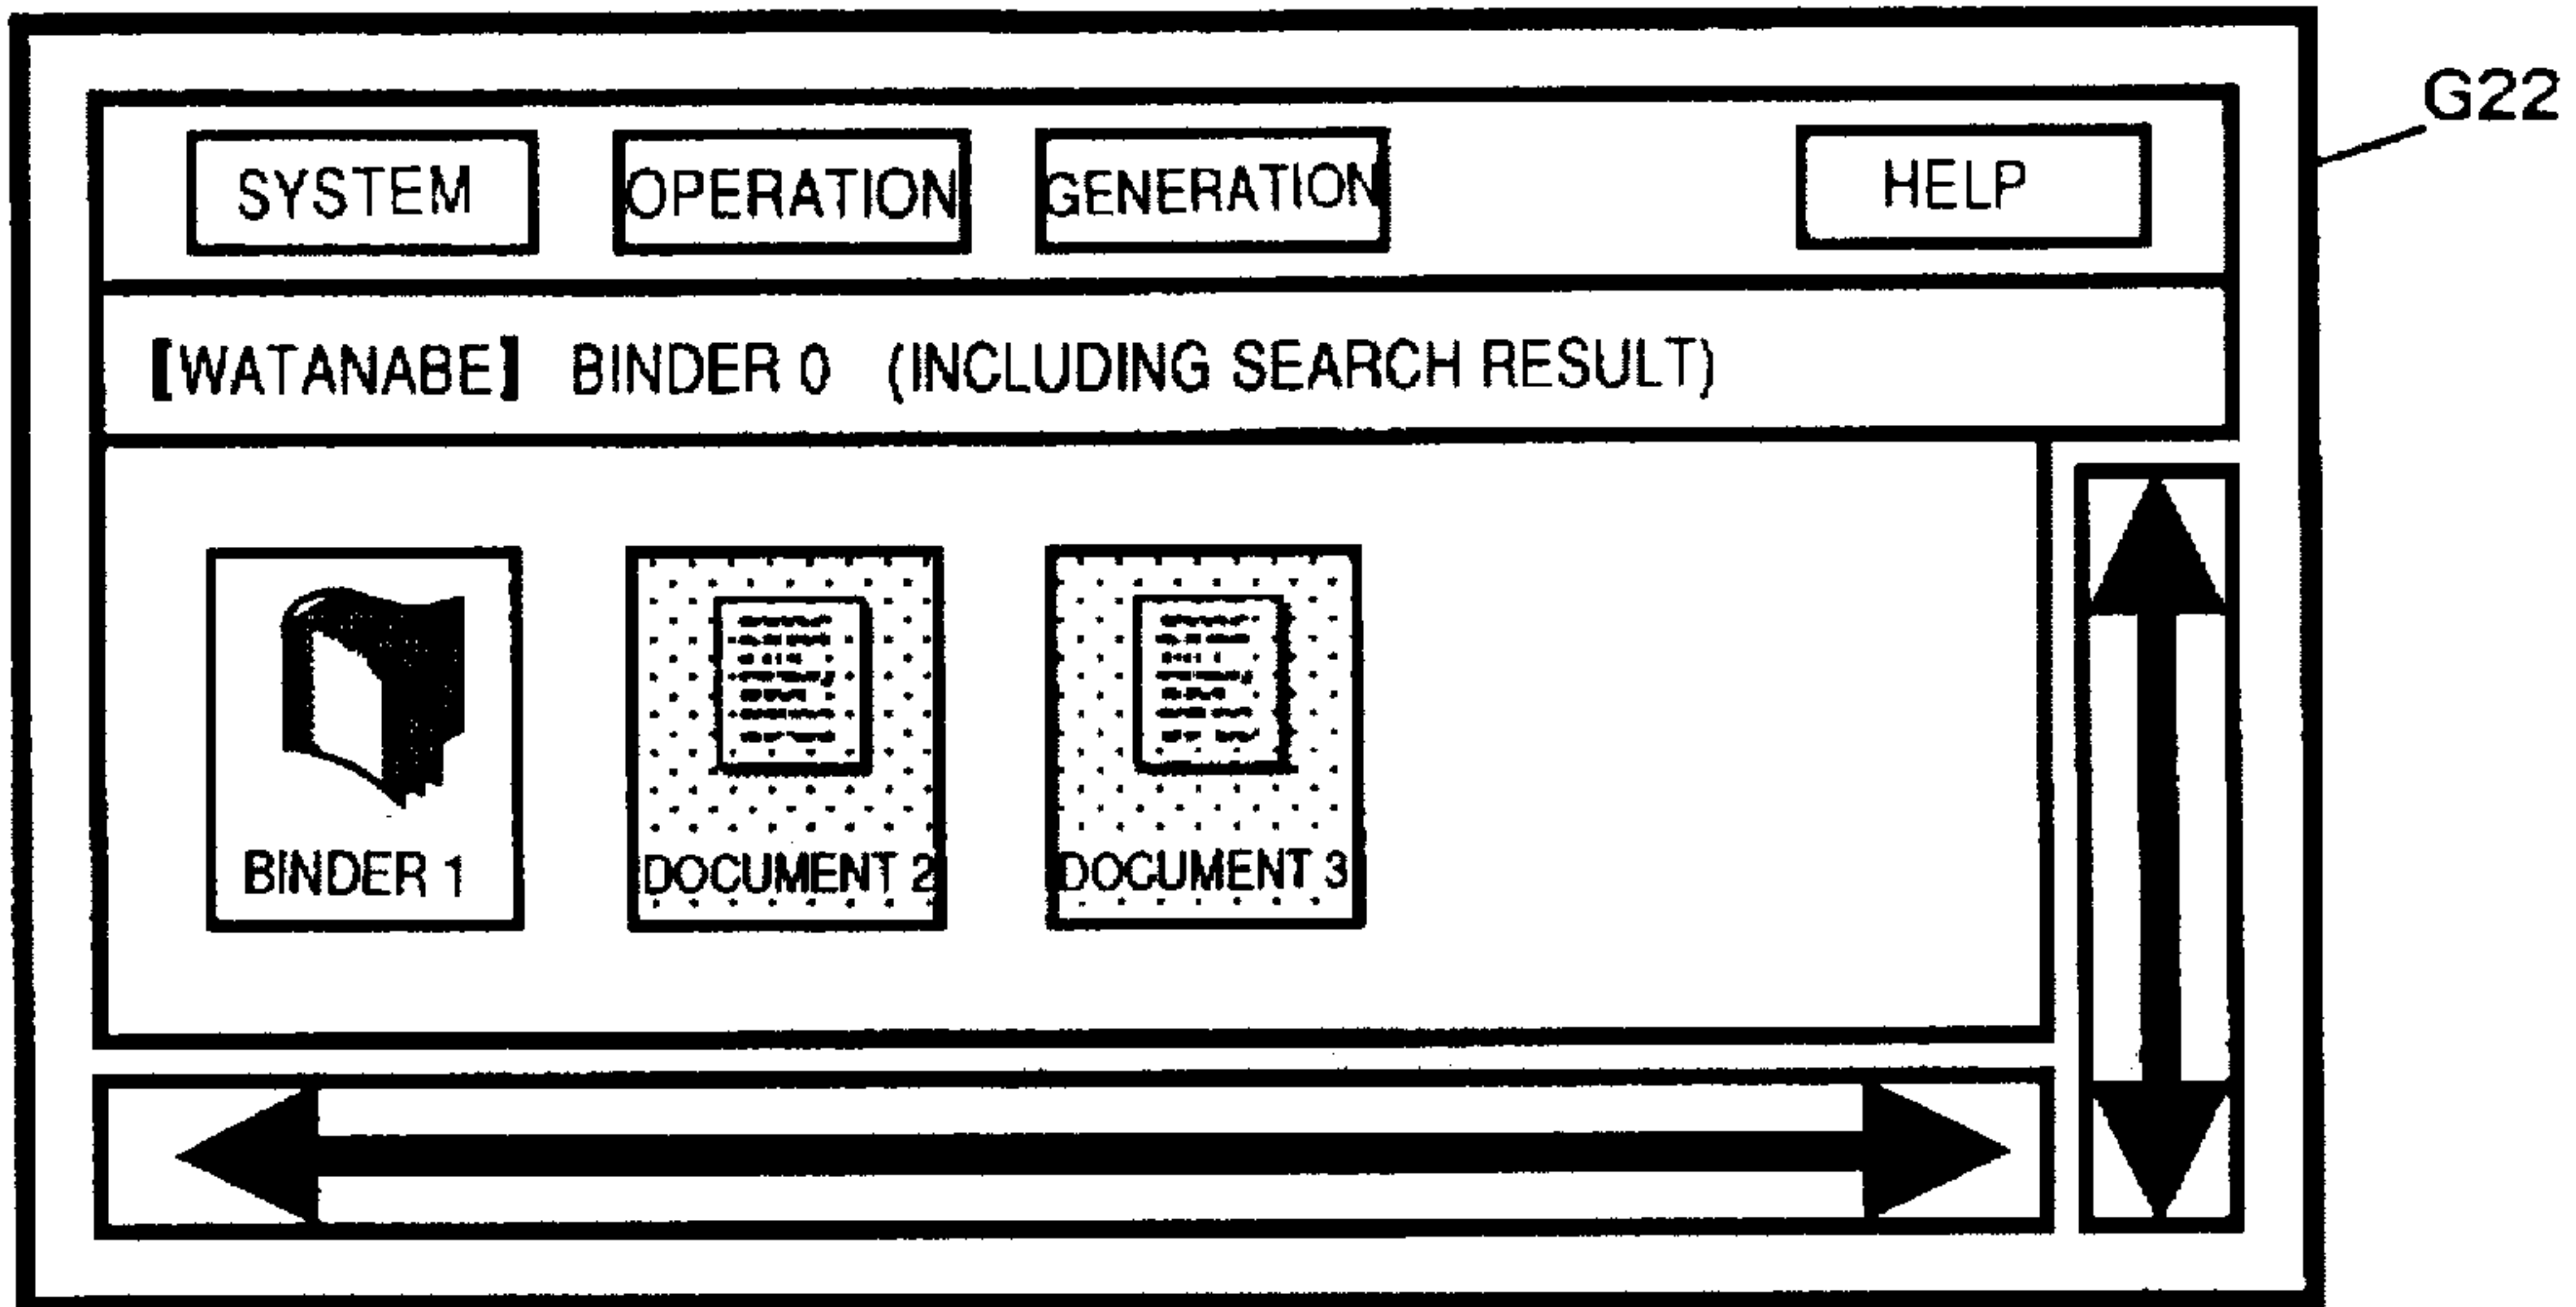 G22
SYSTEM OPERATION GENERATION HELP
[WATANABE] BINDER 0 (INCLUDING SEARCH RESULT)
BINDER 1 DOCUMENT 2 DOCUMENT 3